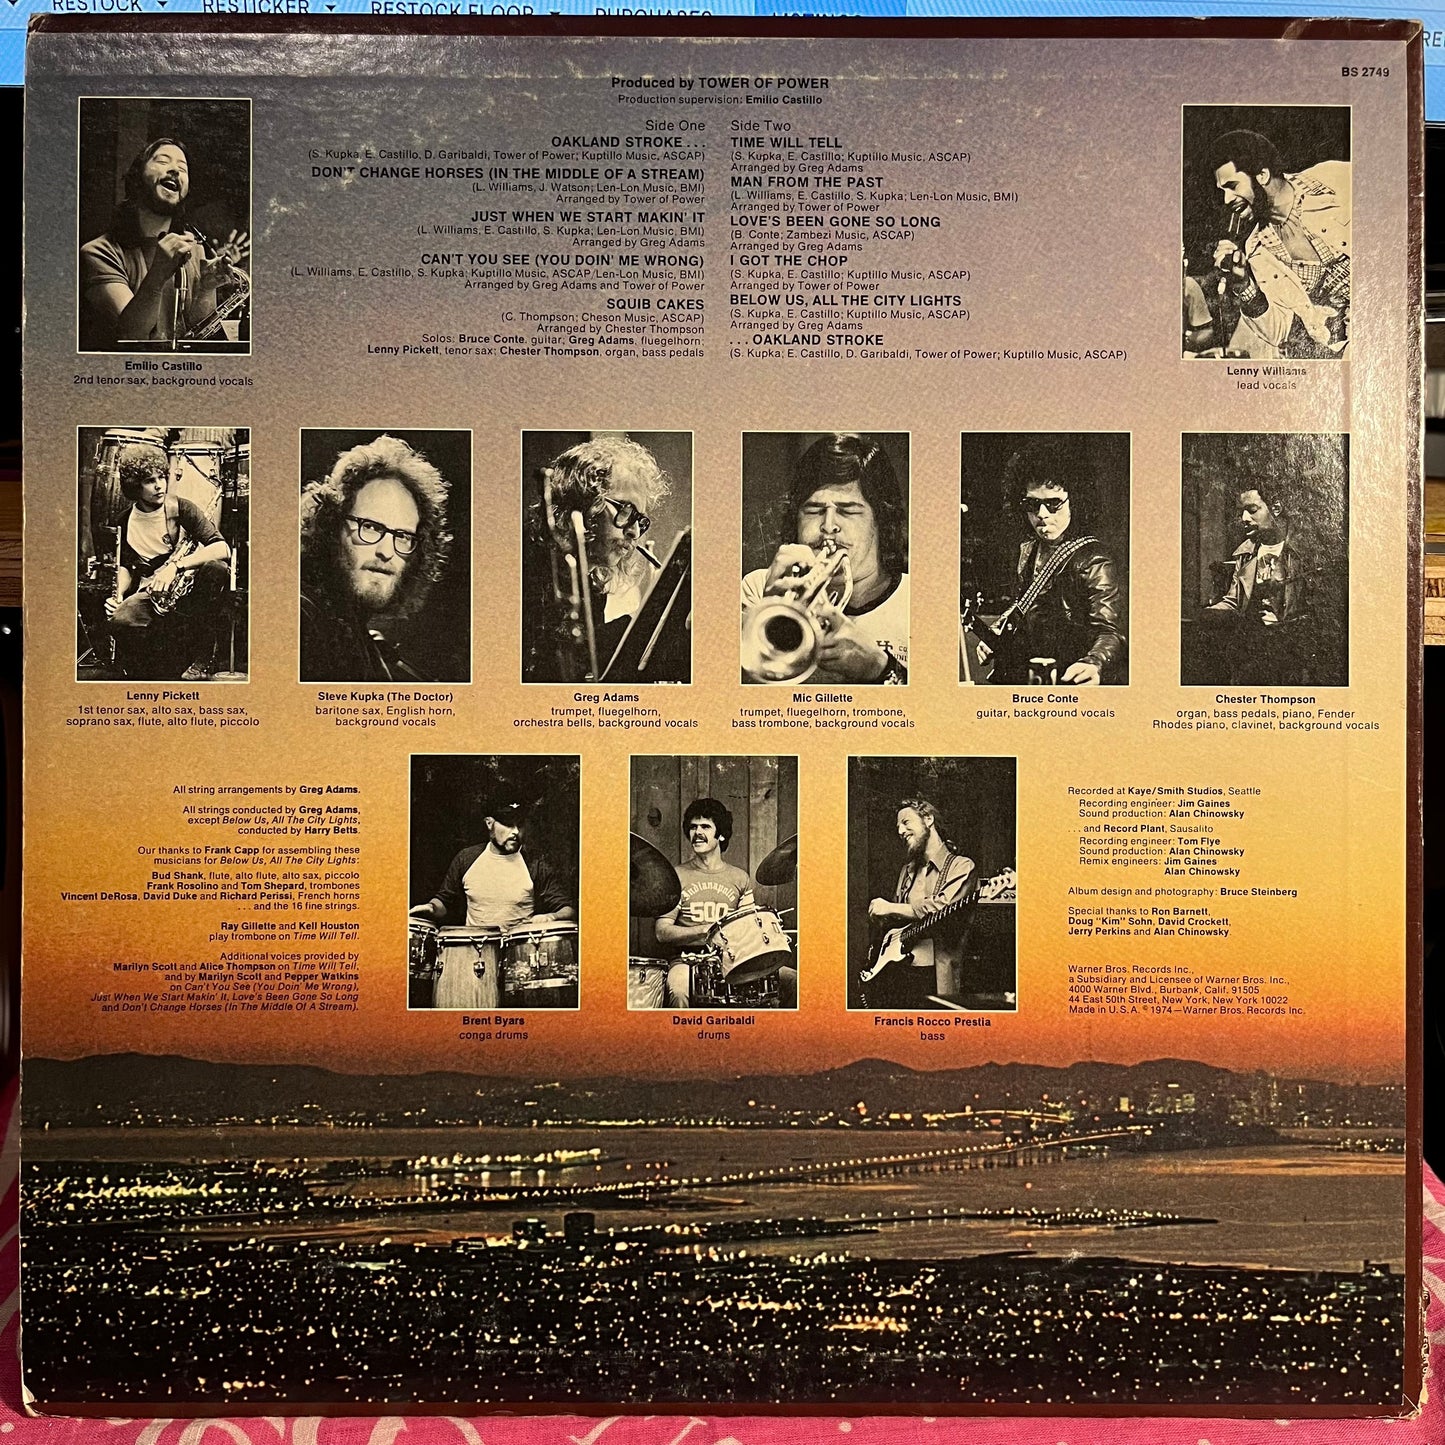 RESTOCK
RESTICKER
RESTOCK FLOOR
BS 2749
Produced by TOWER OF POWER
Production supervision: Emilio Castillo
Side One
OAKLAND STROKE . . .
(S. Kupka, E. Castillo, D. Garibaldi, Tower of Power; Kuptillo Music, ASCAP)
DON'T CHANGE HORSES (IN THE MIDDLE OF A STREAM)
(L. Williams, J. Watson; Len-Lon Music, BMI)
Arranged by Tower of Power
JUST WHEN WE START MAKIN' IT
(L. Williams, E. Castillo, S. Kupka; Len-Lon Music, BMI)
Arranged by Greg Adams
CAN'T YOU SEE (YOU DOIN' ME WRONG)
(L. Williams, E. Castillo, S. Kupka; Kuptillo Music, ASCAP/Len-Lon Music, BMI)
Arranged by Greg Adams and Tower of Power
SQUIB CAKES
(C. Thompson; Cheson Music, ASCAP)
Arranged by Chester Thompson
Solos: Bruce Conte, guitar; Greg Adams, fluegelhorn;
Lenny Pickett, tenor sax; Chester Thompson, organ, bass pedals
Side Two
TIME WILL TELL
(S. Kupka, E. Castillo; Kuptillo Music, ASCAP)
Arranged by Greg Adams
MAN FROM THE PAST
(L. Williams, E. Castillo, S. Kupka; Len-Lon Music, BMI)
Arranged by Tower of Power
LOVE'S BEEN GONE SO LONG
(B. Conte; Zambezi Music, ASCAP)
Arranged by Greg Adams
I GOT THE CHOP
(S. Kupka, E. Castillo; Kuptillo Music, ASCAP)
Arranged by Tower of Power
BELOW US, ALL THE CITY LIGHTS
(S. Kupka, E. Castillo; Kuptillo Music, ASCAP)
Arranged by Greg Adams
. . . OAKLAND STROKE
(S. Kupka, E. Castillo, D. Garibaldi, Tower of Power; Kuptillo Music, ASCAP)
Emilio Castillo
2nd tenor sax, background vocals
Lenny Williams
lead vocals
Lenny Pickett
1st tenor sax, alto sax, bass sax,
soprano sax, flute, alto flute, piccolo
Steve Kupka (The Doctor)
baritone sax, English horn,
background vocals
Greg Adams
trumpet, fluegelhorn,
orchestra bells, background vocals
Mic Gillette
trumpet, fluegelhorn, trombone,
bass trombone, background vocals
Bruce Conte
guitar, background vocals
Chester Thompson
organ, bass pedals, piano, Fender
Rhodes piano, clavinet, background vocals
All string arrangements by Greg Adams.
All strings conducted by Greg Adams,
except Below Us, All The City Lights,
conducted by Harry Betts.
Our thanks to Frank Capp for assembling these
musicians for Below Us, All The City Lights:
Bud Shank, flute, alto flute, alto sax, piccolo
Frank Rosolino and Tom Shepard, trombones
Vincent DeRosa, David Duke and Richard Perissi, French horns
. . . and the 16 fine strings.
Ray Gillette and Kell Houston
play trombone on Time Will Tell.
Additional voices provided by
Marilyn Scott and Alice Thompson on Time Will Tell,
and by Marilyn Scott and Pepper Watkins
on Can't You See (You Doin' Me Wrong),
Just When We Start Makin' It, Love's Been Gone So Long
and Don't Change Horses (In The Middle Of A Stream).
Indianapolis
500
Brent Byars
conga drums
David Garibaldi
drums
Francis Rocco Prestia
bass
Recorded at Kaye/Smith Studios, Seattle
Recording engineer: Jim Gaines
Sound production: Alan Chinowsky
. . . and Record Plant, Sausalito
Recording engineer: Tom Flye
Sound production: Alan Chinowsky
Remix engineers: Jim Gaines
Alan Chinowsky
Album design and photography: Bruce Steinberg
Special thanks to Ron Barnett,
Doug "Kim" Sohn, David Crockett,
Jerry Perkins and Alan Chinowsky.
Warner Bros. Records Inc.,
a Subsidiary and Licensee of Warner Bros. Inc.,
4000 Warner Blvd., Burbank, Calif. 91505
44 East 50th Street, New York, New York 10022
Made in U.S.A. © 1974—Warner Bros. Records Inc.